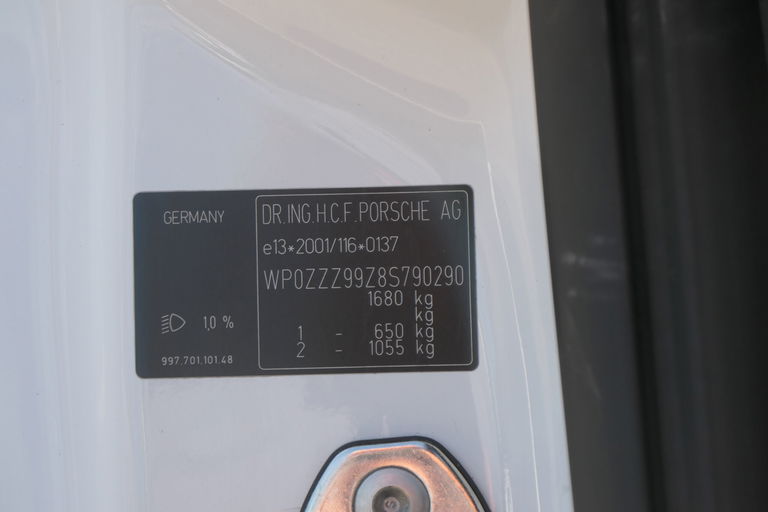 GERMANY
DR.ING.H.C.F.PORSCHE AG
e13*2001/116*0137
WP0ZZZ99Z8S790290
1680 kg
kg
1,0 %
1 - 650 kg
2 - 1055 kg
997.701.101.48